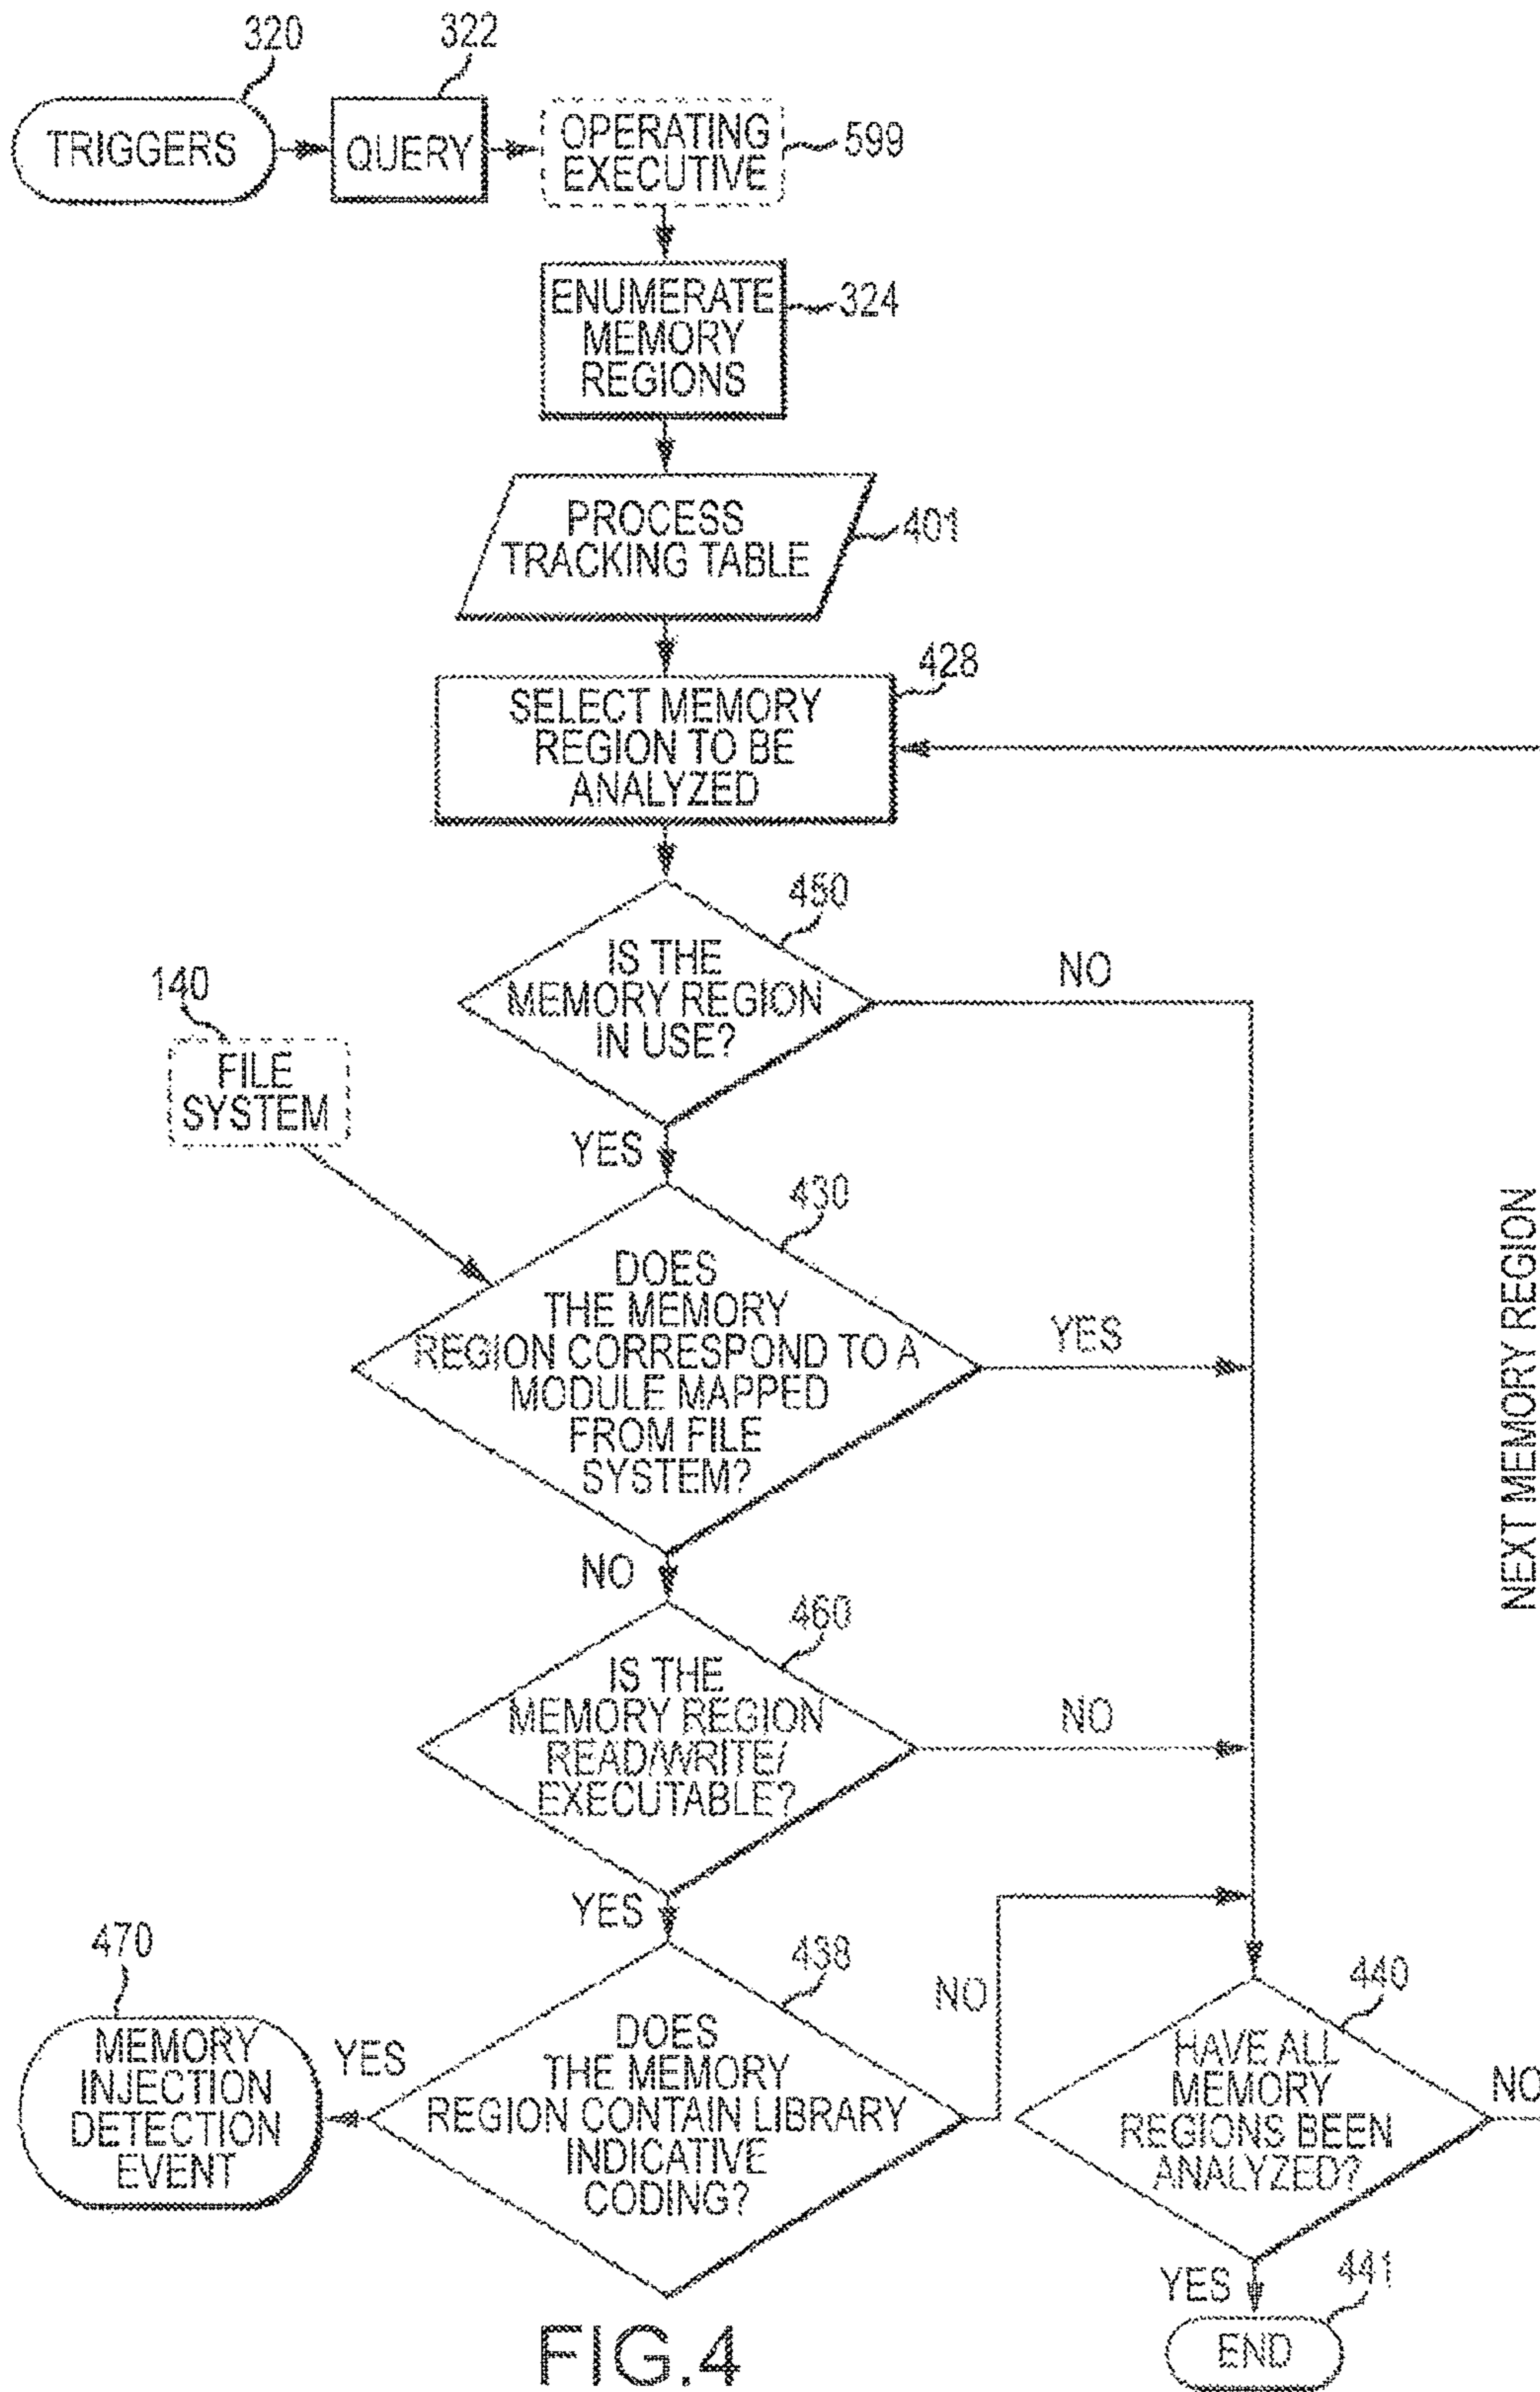 320
322
TRIGGERS
QUERY
OPERATING
EXECUTIVE
599
ENUMERATE
MEMORY
REGIONS
324
PROCESS
TRACKING TABLE
401
428
SELECT MEMORY
REGION TO BE
ANALYZED
450
IS THE
MEMORY REGION
IN USE?
NO
140
FILE
SYSTEM
YES
430
DOES
THE MEMORY
REGION CORRESPOND TO A
MODULE MAPPED
FROM FILE
SYSTEM?
YES
NEXT MEMORY REGION
NO
460
IS THE
MEMORY REGION
READ/WRITE/
EXECUTABLE?
NO
YES
470
MEMORY
INJECTION
DETECTION
EVENT
YES
438
DOES
THE MEMORY
REGION CONTAIN LIBRARY
INDICATIVE
CODING?
NO
440
HAVE ALL
MEMORY
REGIONS BEEN
ANALYZED?
NO
YES
441
END
FIG.4